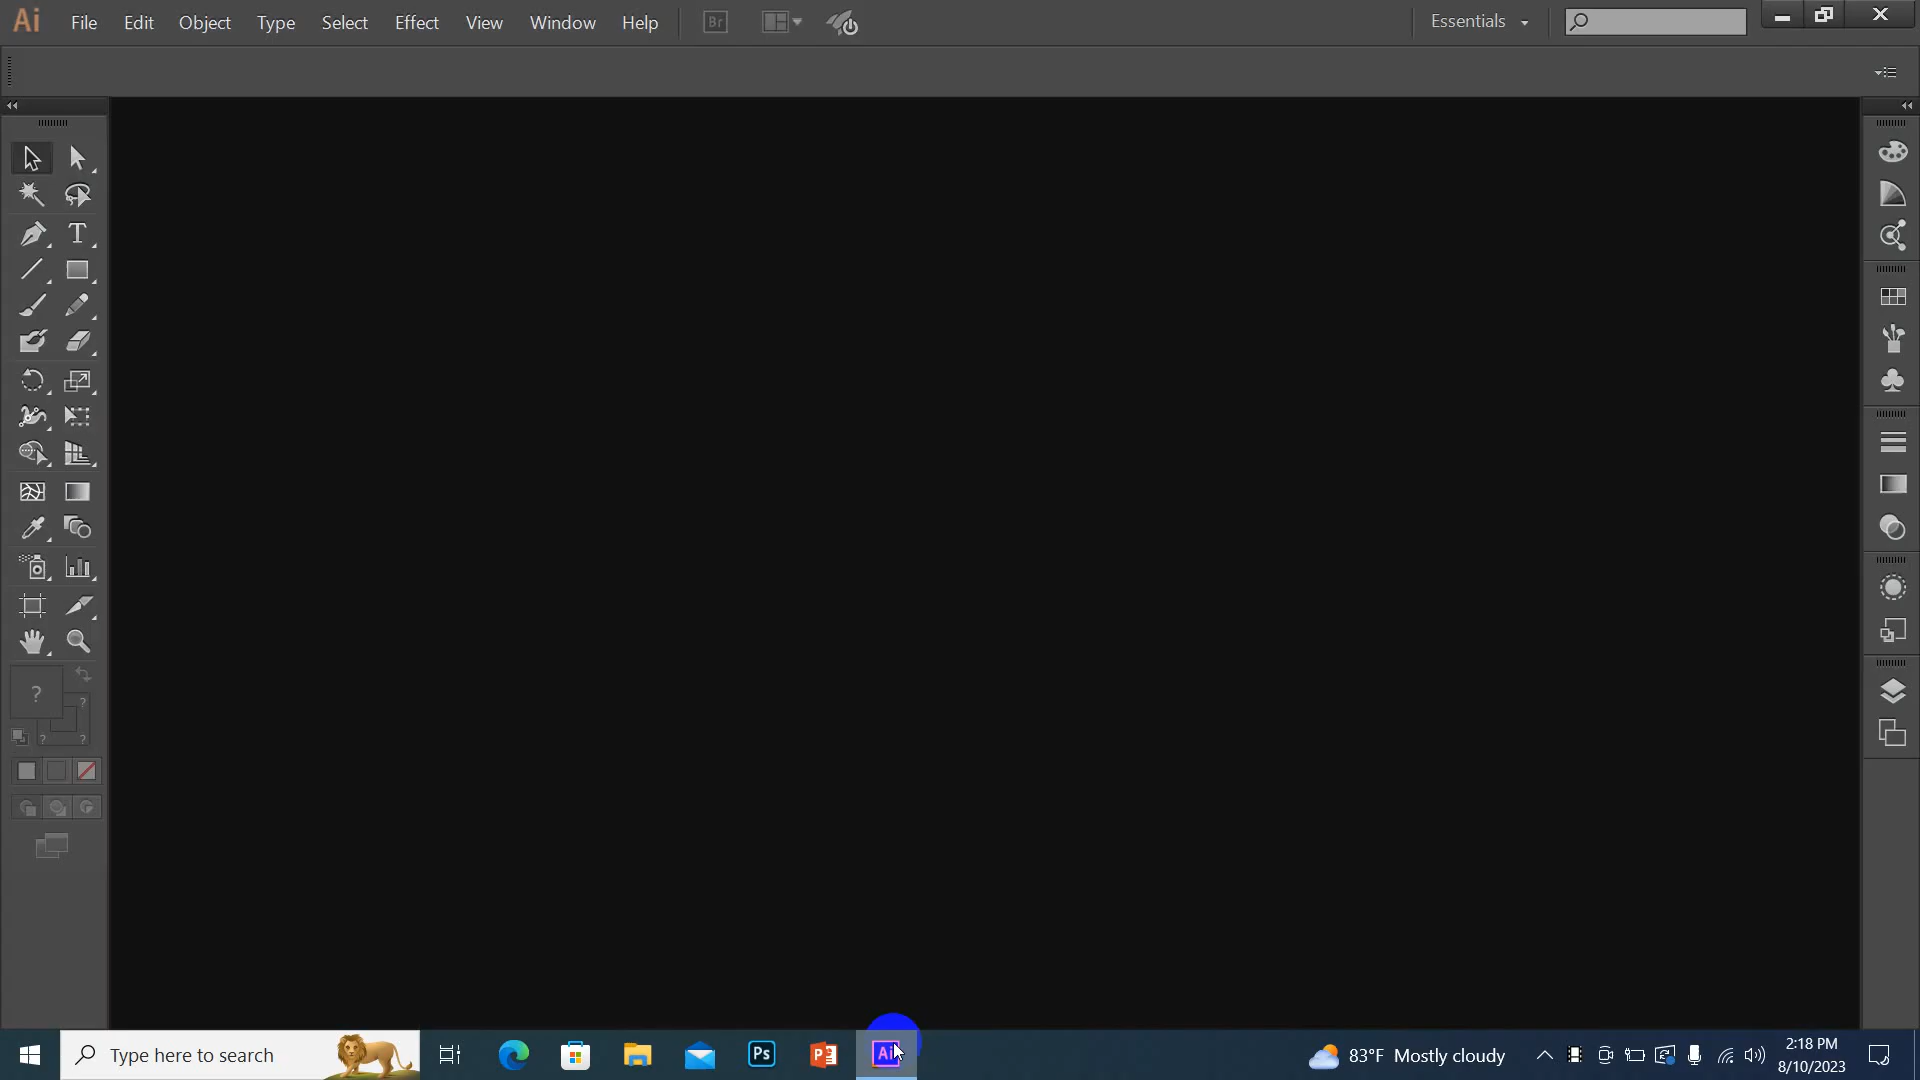 Ai File Edit Object Type Select Effect View Window Help Br Essentials
T
?
?
? ?
Type here to search Ps P Ai 83°F Mostly cloudy 2:18 PM
8/10/2023